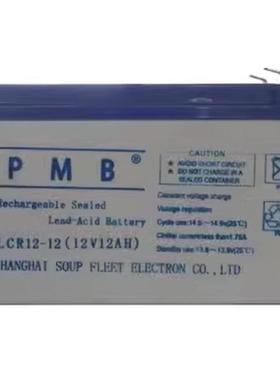 PMB®
Rechargeable Sealed
Lead-Acid Battery
LCR12-12(12V12AH)
SHANGHAI SOUP FLEET ELECTRON CO.,LTD
CAUTION
AVOID SHORT CIRCUIT
DO NOT CHARGE IN A
SEALED CONTAINER
Constant voltage charge
Voltage regulation
Cycle use:14.5～14.9v(25℃)
Standby use:13.6～13.8v(25℃)